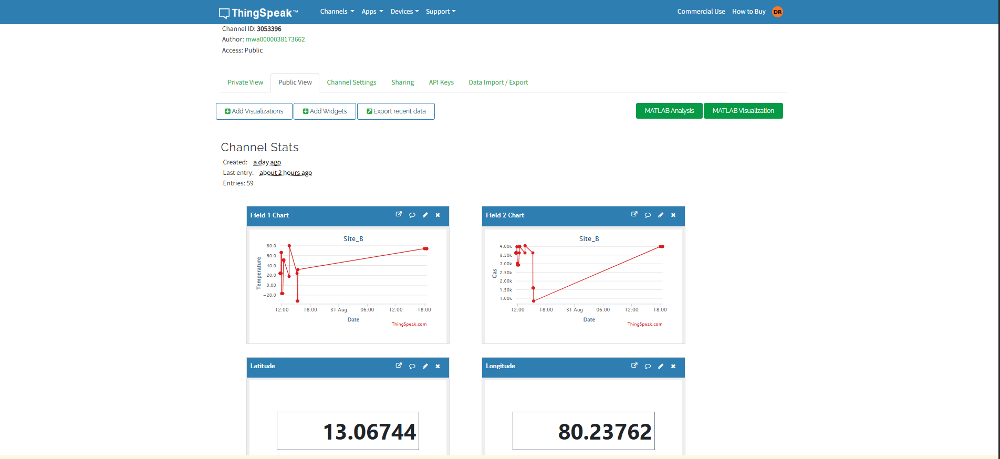 ThingSpeak™ Channels Apps Devices Support Commercial Use How to Buy DR
Channel ID: 3053396
Author: mwa0000038173662
Access: Public
Private View Public View Channel Settings Sharing API Keys Data Import / Export
Add Visualizations Add Widgets Export recent data MATLAB Analysis MATLAB Visualization
Channel Stats
Created: a day ago
Last entry: about 2 hours ago
Entries: 59
Field 1 Chart
Site_B
Temperature
80.0
60.0
40.0
20.0
0.00
−20.0
12:00 18:00 31 Aug 06:00 12:00 18:00
Date
ThingSpeak.com
Field 2 Chart
Site_B
Gas
4.00k
3.50k
3.00k
2.50k
2.00k
1.50k
1.00k
12:00 18:00 31 Aug 06:00 12:00 18:00
Date
ThingSpeak.com
Latitude
13.06744
Longitude
80.23762